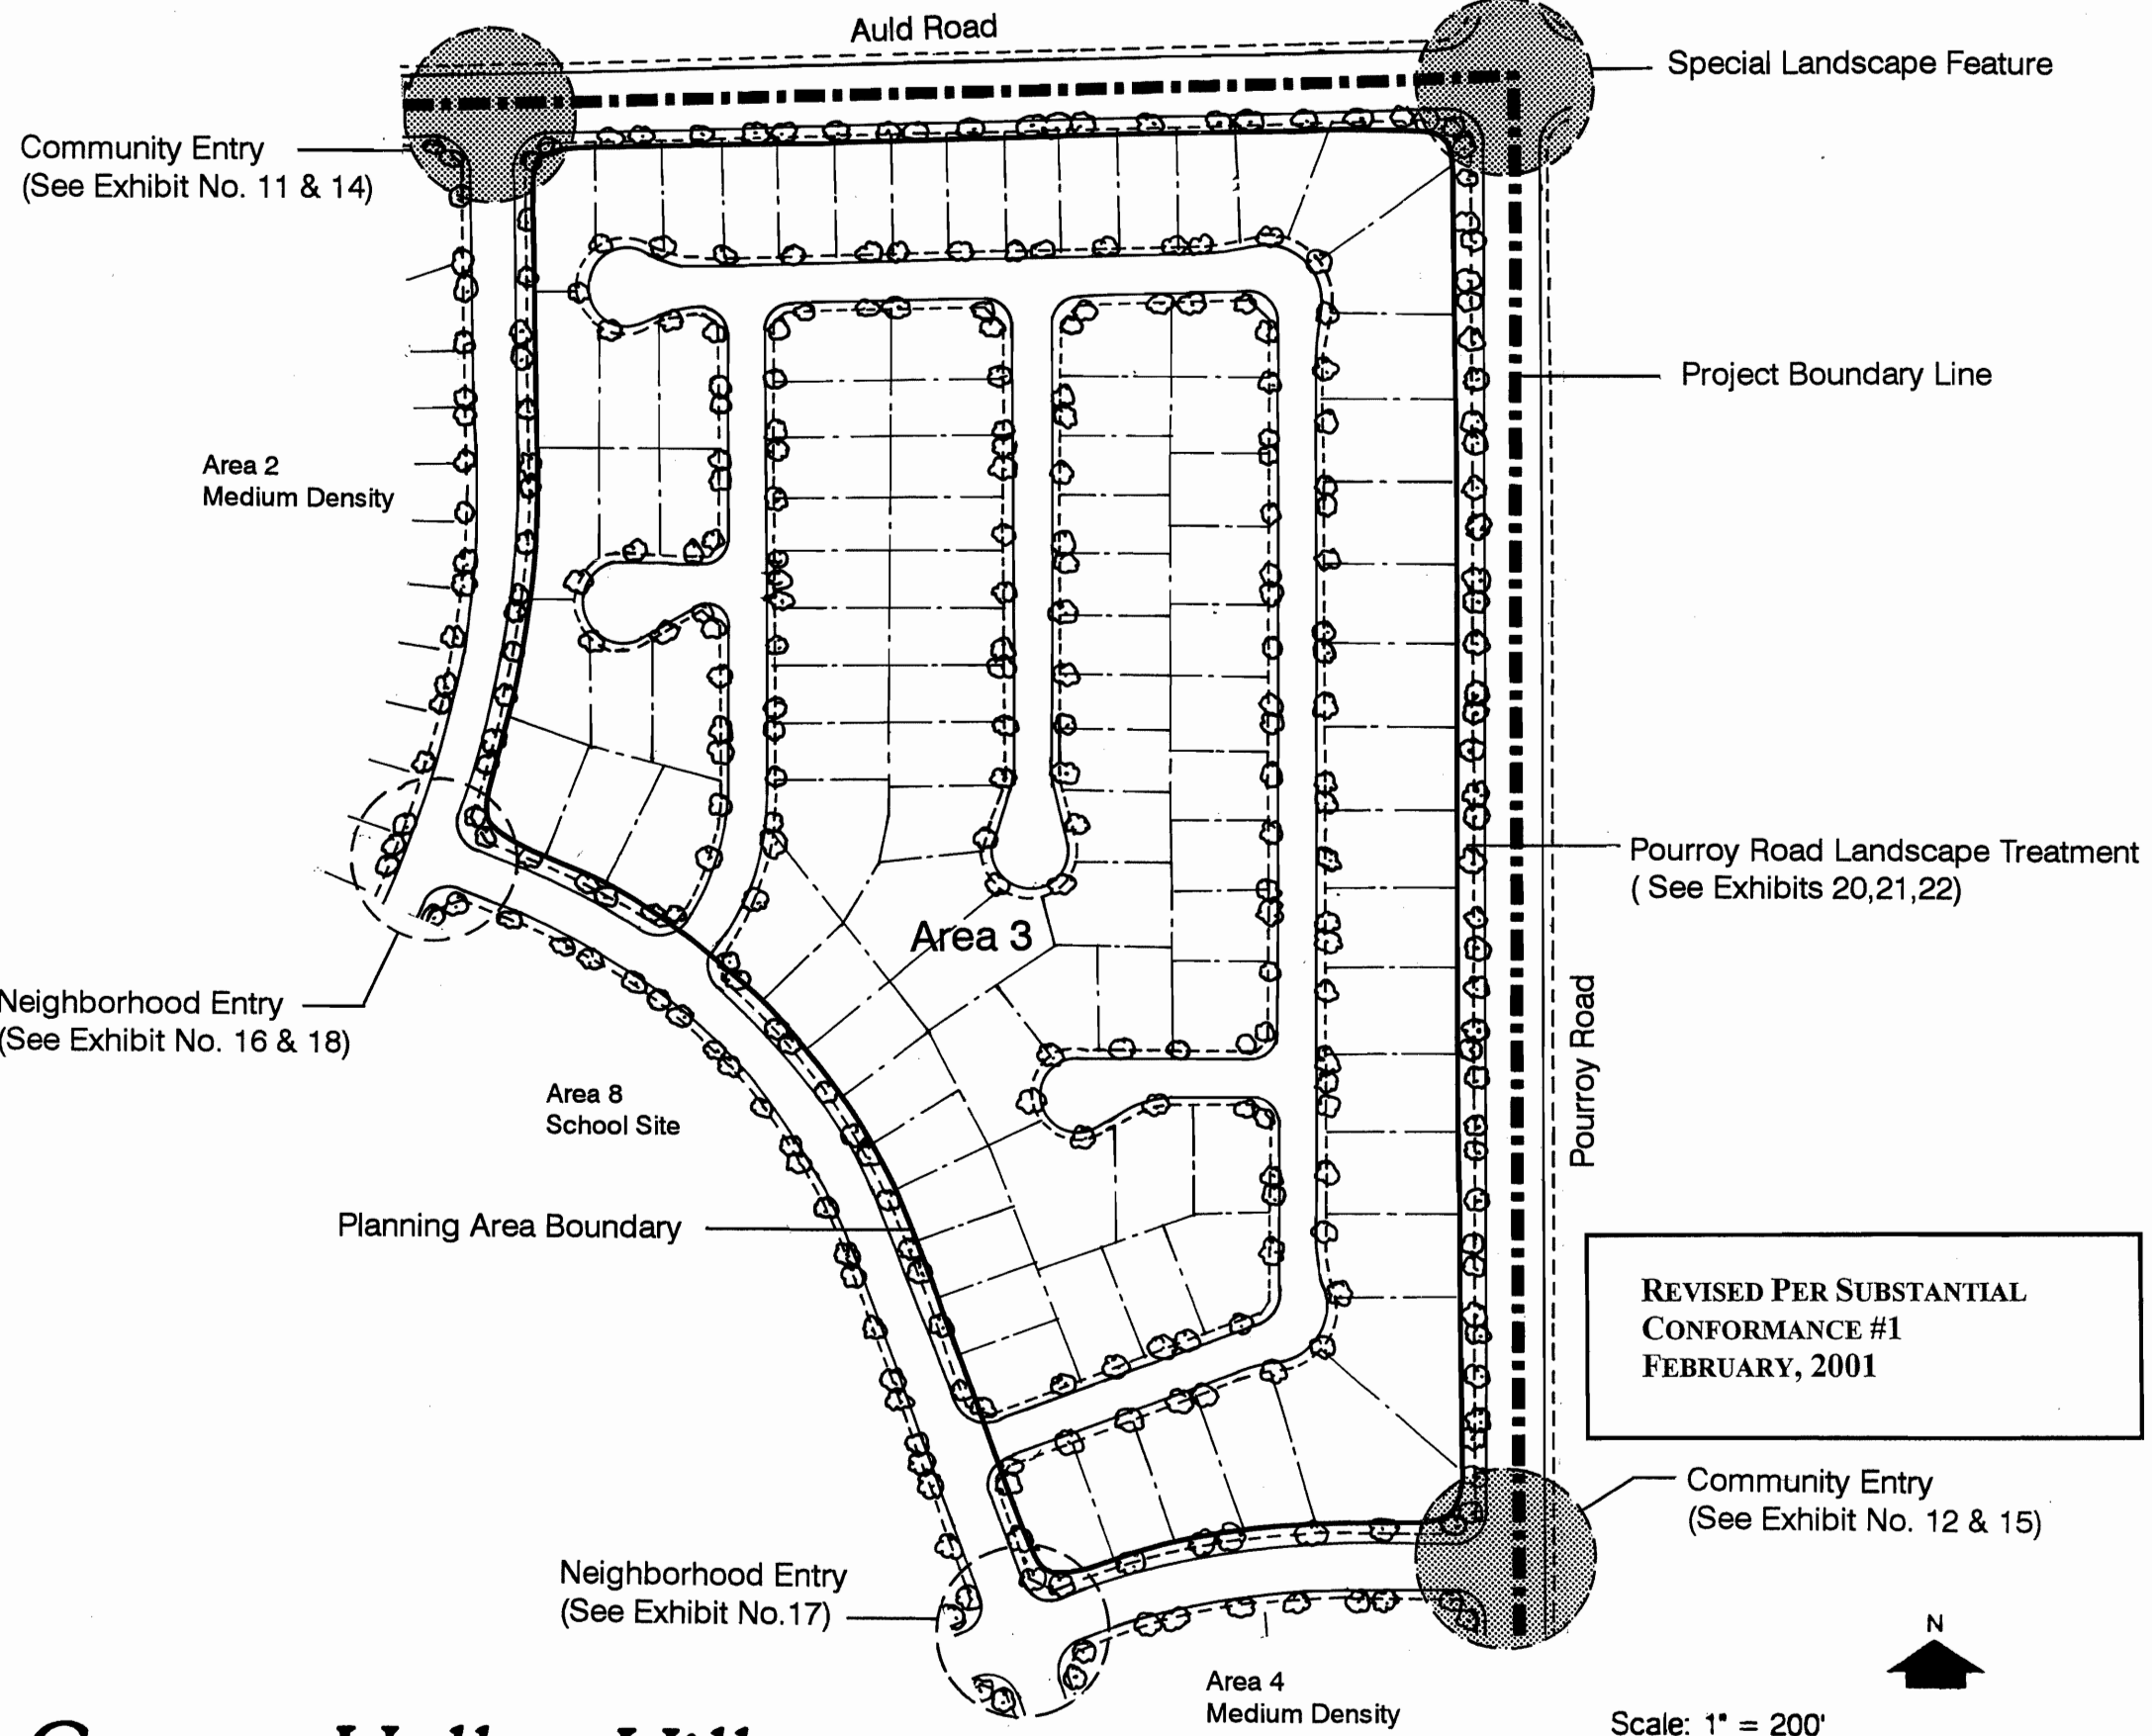 Auld Road
Special Landscape Feature
Community Entry
(See Exhibit No. 11 & 14)
Project Boundary Line
Area 2
Medium Density
Pourroy Road Landscape Treatment
( See Exhibits 20,21,22)
Area 3
Neighborhood Entry
(See Exhibit No. 16 & 18)
Pourroy Road
Area 8
School Site
Planning Area Boundary
REVISED PER SUBSTANTIAL
CONFORMANCE #1
FEBRUARY, 2001
Community Entry
(See Exhibit No. 12 & 15)
Neighborhood Entry
(See Exhibit No.17)
N
Area 4
Medium Density
Scale: 1" = 200'